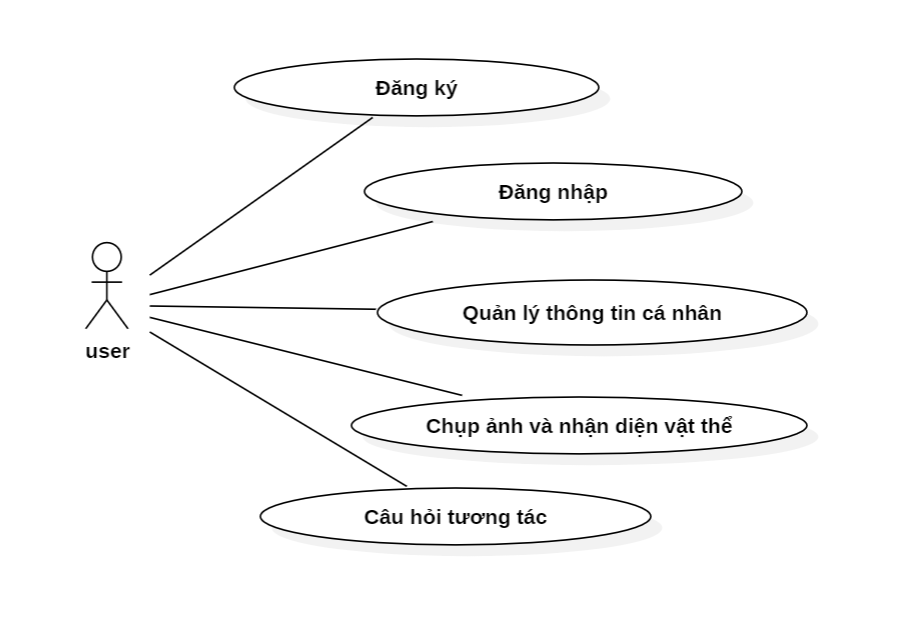 Đăng ký
Đăng nhập
Quản lý thông tin cá nhân
user
Chụp ảnh và nhận diện vật thể
Câu hỏi tương tác